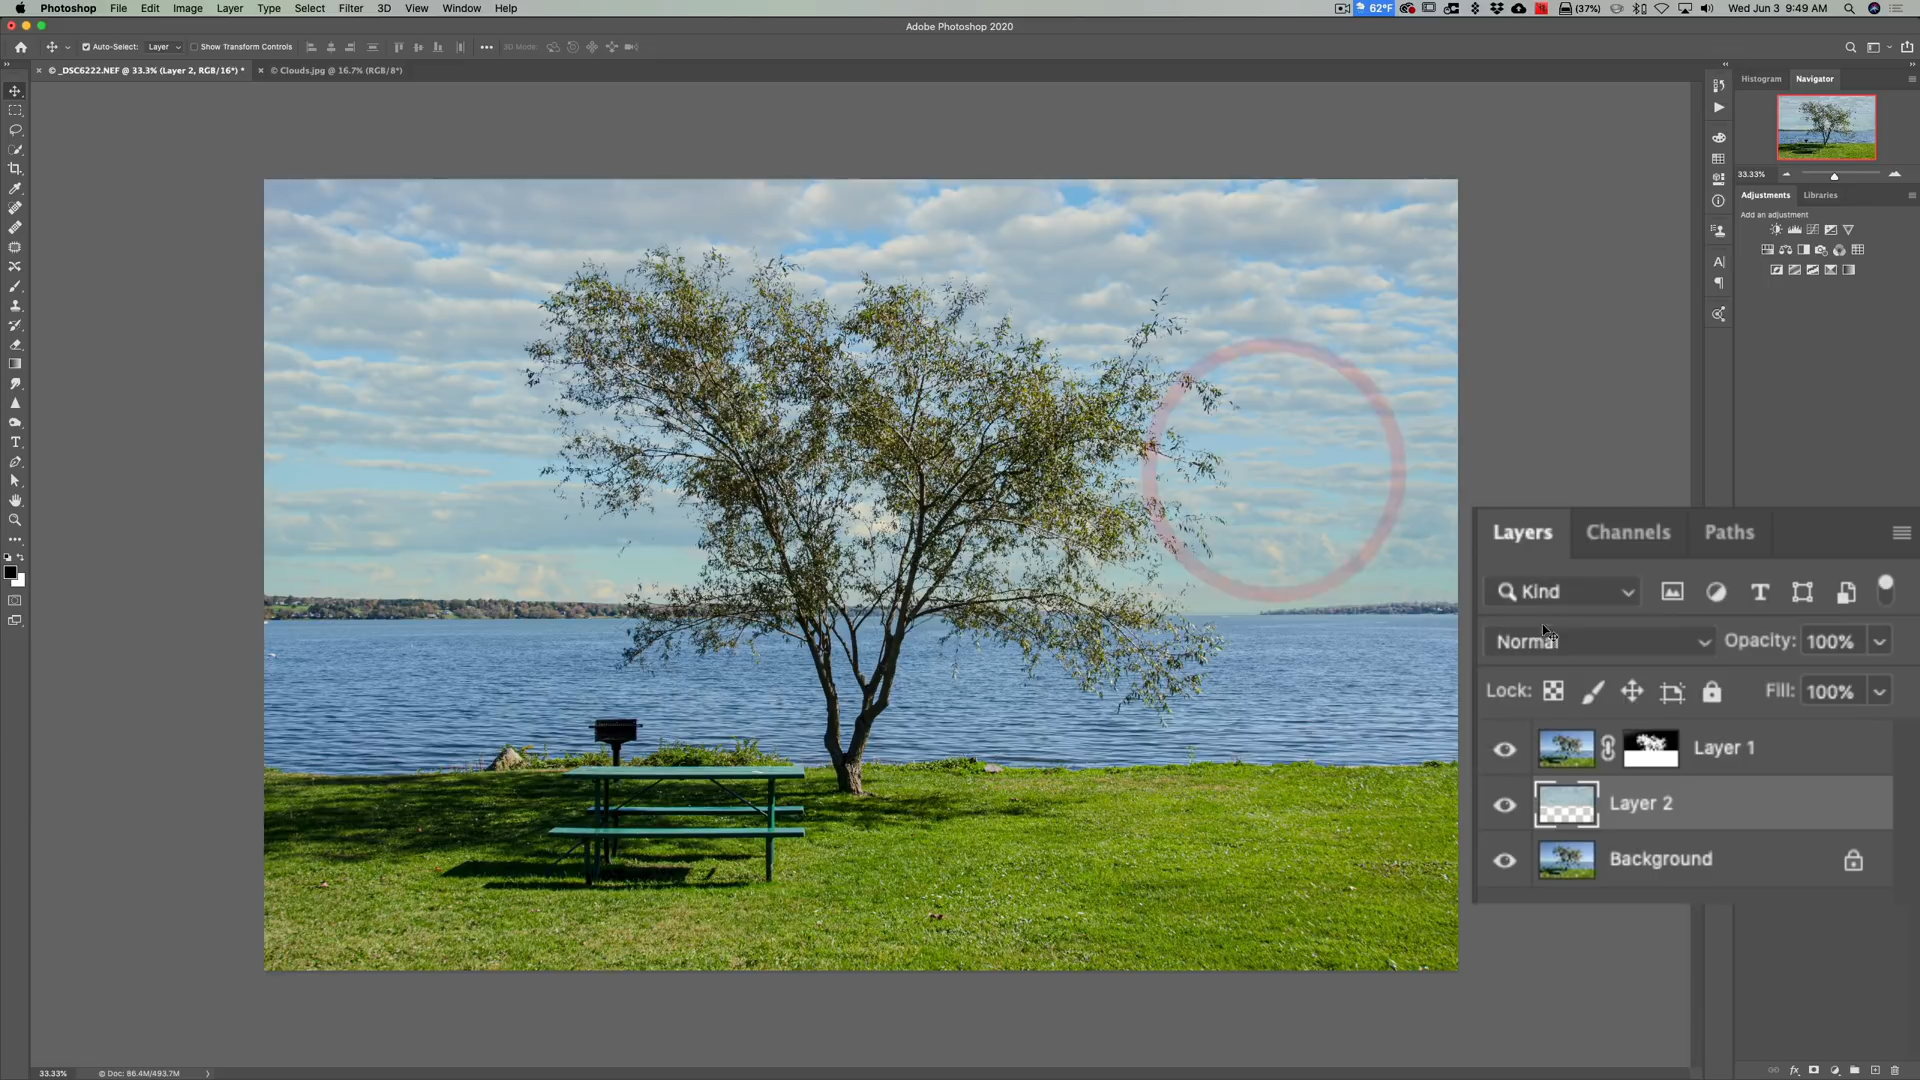 Photoshop File Edit Image Layer Type Select Filter 3D View Window Help
62°F (37%) Wed Jun 3 9:49 AM
Adobe Photoshop 2020
Auto-Select: Layer Show Transform Controls 3D Mode:
© _DSC6222.NEF @ 33.3% (Layer 2, RGB/16*) * © Clouds.jpg @ 16.7% (RGB/8*)
Histogram Navigator
33.33%
Adjustments Libraries
Add an adjustment
Layers Channels Paths
Kind
Normal Opacity: 100%
Lock: Fill: 100%
Layer 1
Layer 2
Background
33.33% © Doc: 86.4M/493.7M